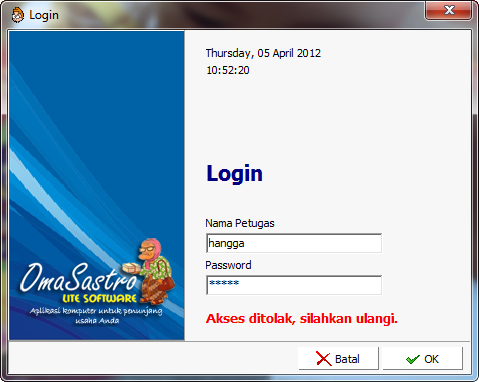 Login
Thursday, 05 April 2012
10:52:20
Login
Nama Petugas
hangga
Password
*****
Akses ditolak, silahkan ulangi.
OmaSastro
LITE SOFTWARE
Aplikasi komputer untuk penunjang
usaha Anda
Batal
OK